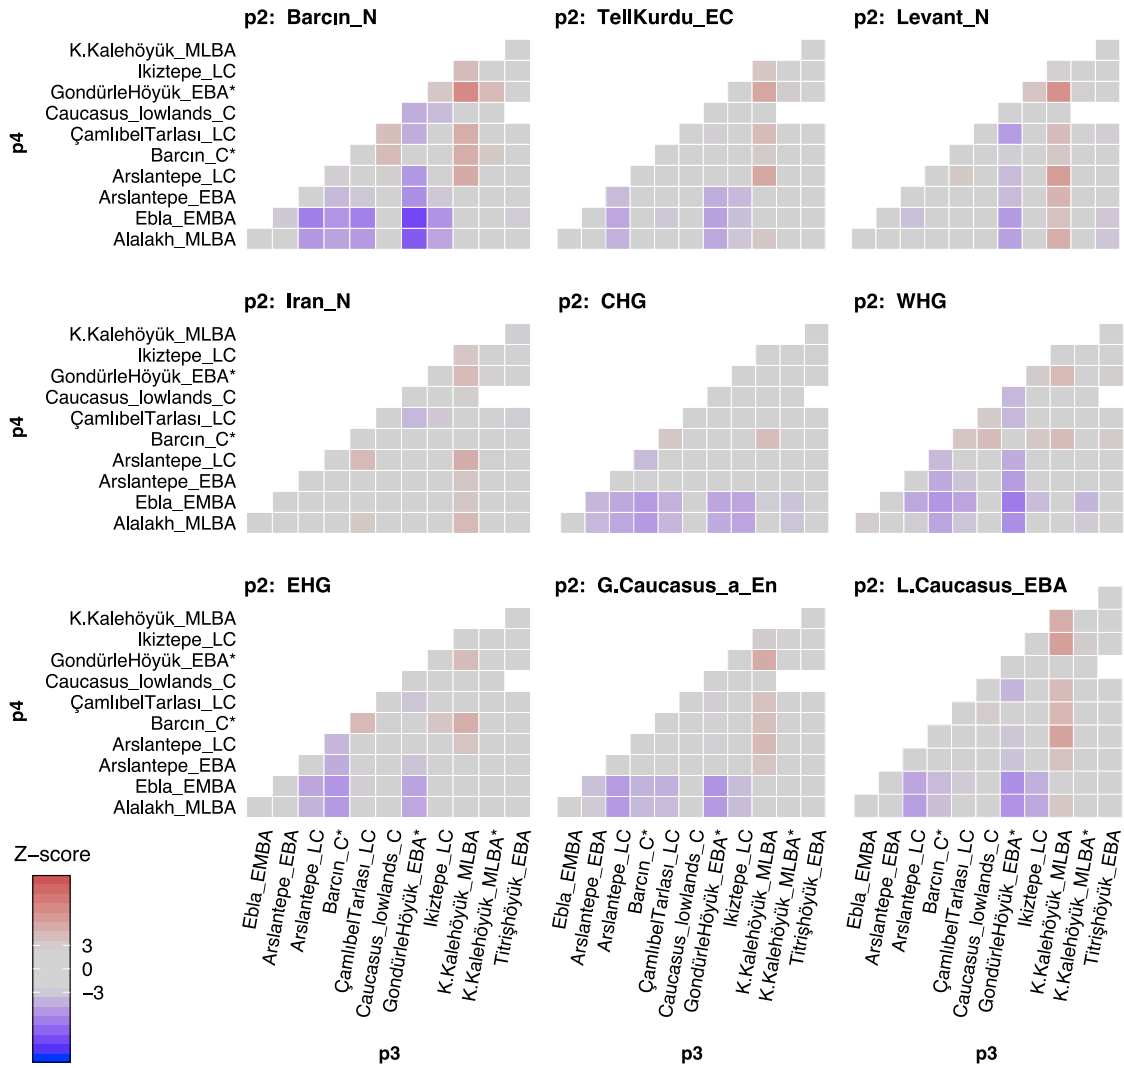 p2: Barcın_N
p2: TellKurdu_EC
p2: Levant_N
K.Kalehöyük_MLBA
Ikiztepe_LC
GondürleHöyük_EBA*
Caucasus_lowlands_C
ÇamlıbelTarlası_LC
Barcın_C*
Arslantepe_LC
Arslantepe_EBA
Ebla_EMBA
Alalakh_MLBA
p4
p2: Iran_N
p2: CHG
p2: WHG
K.Kalehöyük_MLBA
Ikiztepe_LC
GondürleHöyük_EBA*
Caucasus_lowlands_C
ÇamlıbelTarlası_LC
Barcın_C*
Arslantepe_LC
Arslantepe_EBA
Ebla_EMBA
Alalakh_MLBA
p4
p2: EHG
p2: G.Caucasus_a_En
p2: L.Caucasus_EBA
K.Kalehöyük_MLBA
Ikiztepe_LC
GondürleHöyük_EBA*
Caucasus_lowlands_C
ÇamlıbelTarlası_LC
Barcın_C*
Arslantepe_LC
Arslantepe_EBA
Ebla_EMBA
Alalakh_MLBA
p4
Z−score
3
0
−3
Ebla_EMBA
Arslantepe_EBA
Arslantepe_LC
Barcın_C*
ÇamlıbelTarlası_LC
Caucasus_lowlands_C
GondürleHöyük_EBA*
Ikiztepe_LC
K.Kalehöyük_MLBA
K.Kalehöyük_MLBA*
Titrişhöyük_EBA
Ebla_EMBA
Arslantepe_EBA
Arslantepe_LC
Barcın_C*
ÇamlıbelTarlası_LC
Caucasus_lowlands_C
GondürleHöyük_EBA*
Ikiztepe_LC
K.Kalehöyük_MLBA
K.Kalehöyük_MLBA*
Titrişhöyük_EBA
Ebla_EMBA
Arslantepe_EBA
Arslantepe_LC
Barcın_C*
ÇamlıbelTarlası_LC
Caucasus_lowlands_C
GondürleHöyük_EBA*
Ikiztepe_LC
K.Kalehöyük_MLBA
K.Kalehöyük_MLBA*
Titrişhöyük_EBA
p3
p3
p3